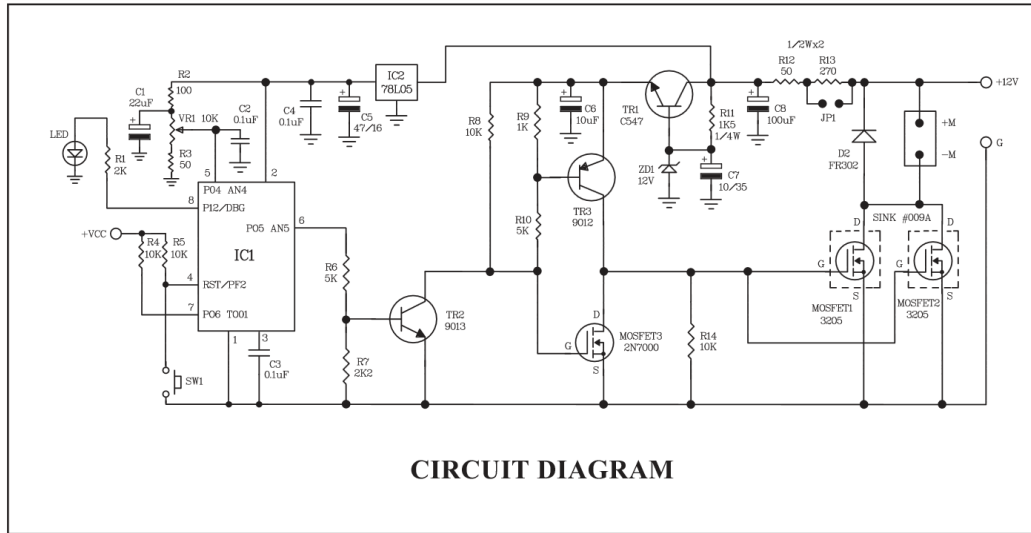 1/2Wx2
R12
50
R13
270
+12V
JP1
R2
100
IC2
78L05
C1
22uF
+
VR1 10K
C2
0.1uF
C4
0.1uF
+
C5
47/16
R8
10K
R9
1K
+
C6
10uF
TR1
C547
R11
1K5
1/4W
+
C8
100uF
D2
FR302
+M
-M
G
LED
R1
2K
R3
50
ZD1
12V
+
C7
10/35
TR3
9012
R10
5K
5
2
P04 AN4
8
P12/DBG
6
PO5 AN5
IC1
+VCC
R4
10K
R5
10K
4
RST/PF2
7
PO6 TO01
1
3
C3
0.1uF
SW1
R6
5K
R7
2K2
TR2
9013
D
G
S
MOSFET3
2N7000
R14
10K
SINK #009A
D
G
S
MOSFET1
3205
D
G
S
MOSFET2
3205
CIRCUIT DIAGRAM